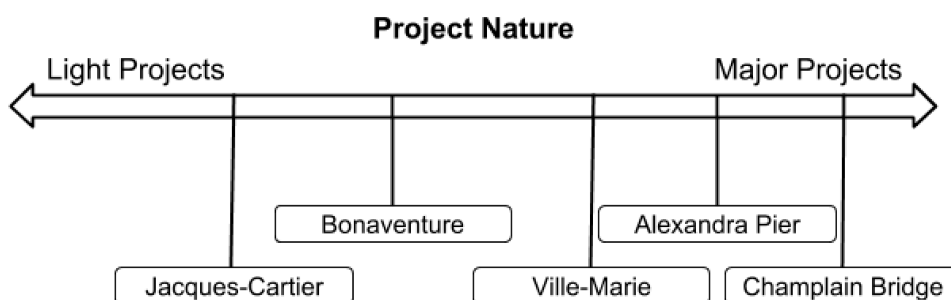 Project Nature
Light Projects
Major Projects
Bonaventure
Alexandra Pier
Jacques-Cartier
Ville-Marie
Champlain Bridge